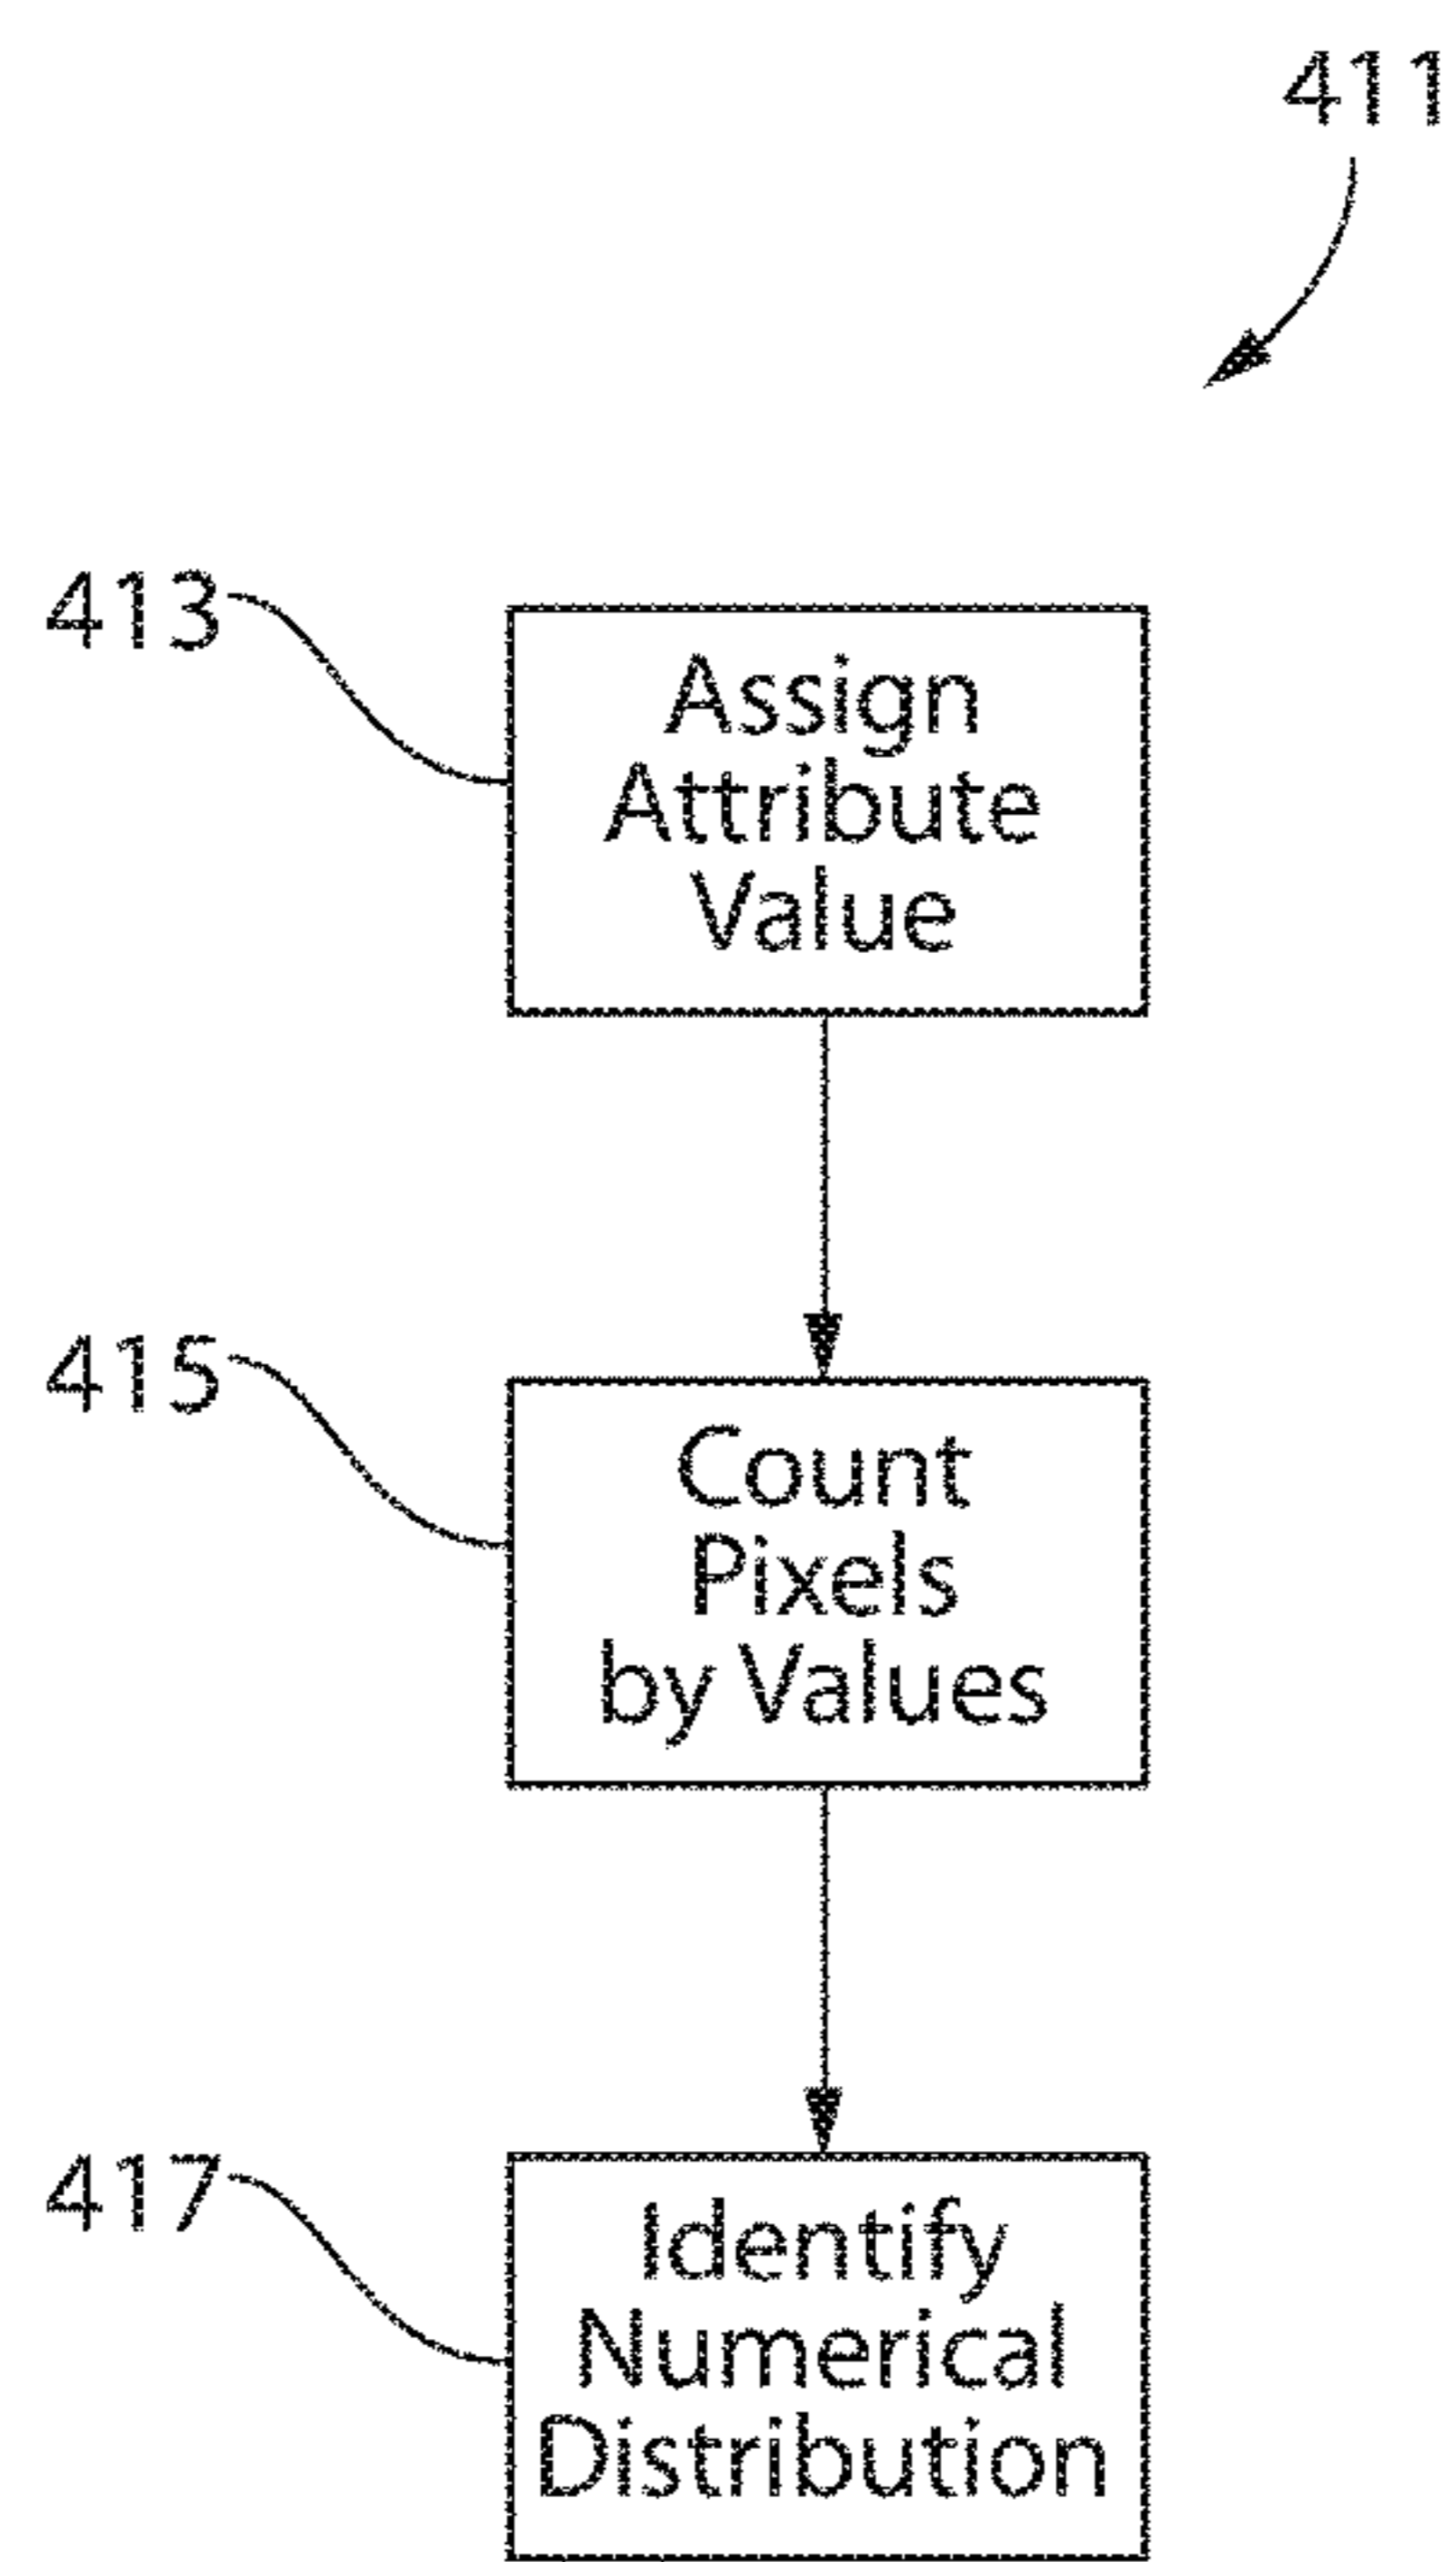 411
413
Assign
Attribute
Value
415
Count
Pixels
by Values
417
Identify
Numerical
Distribution